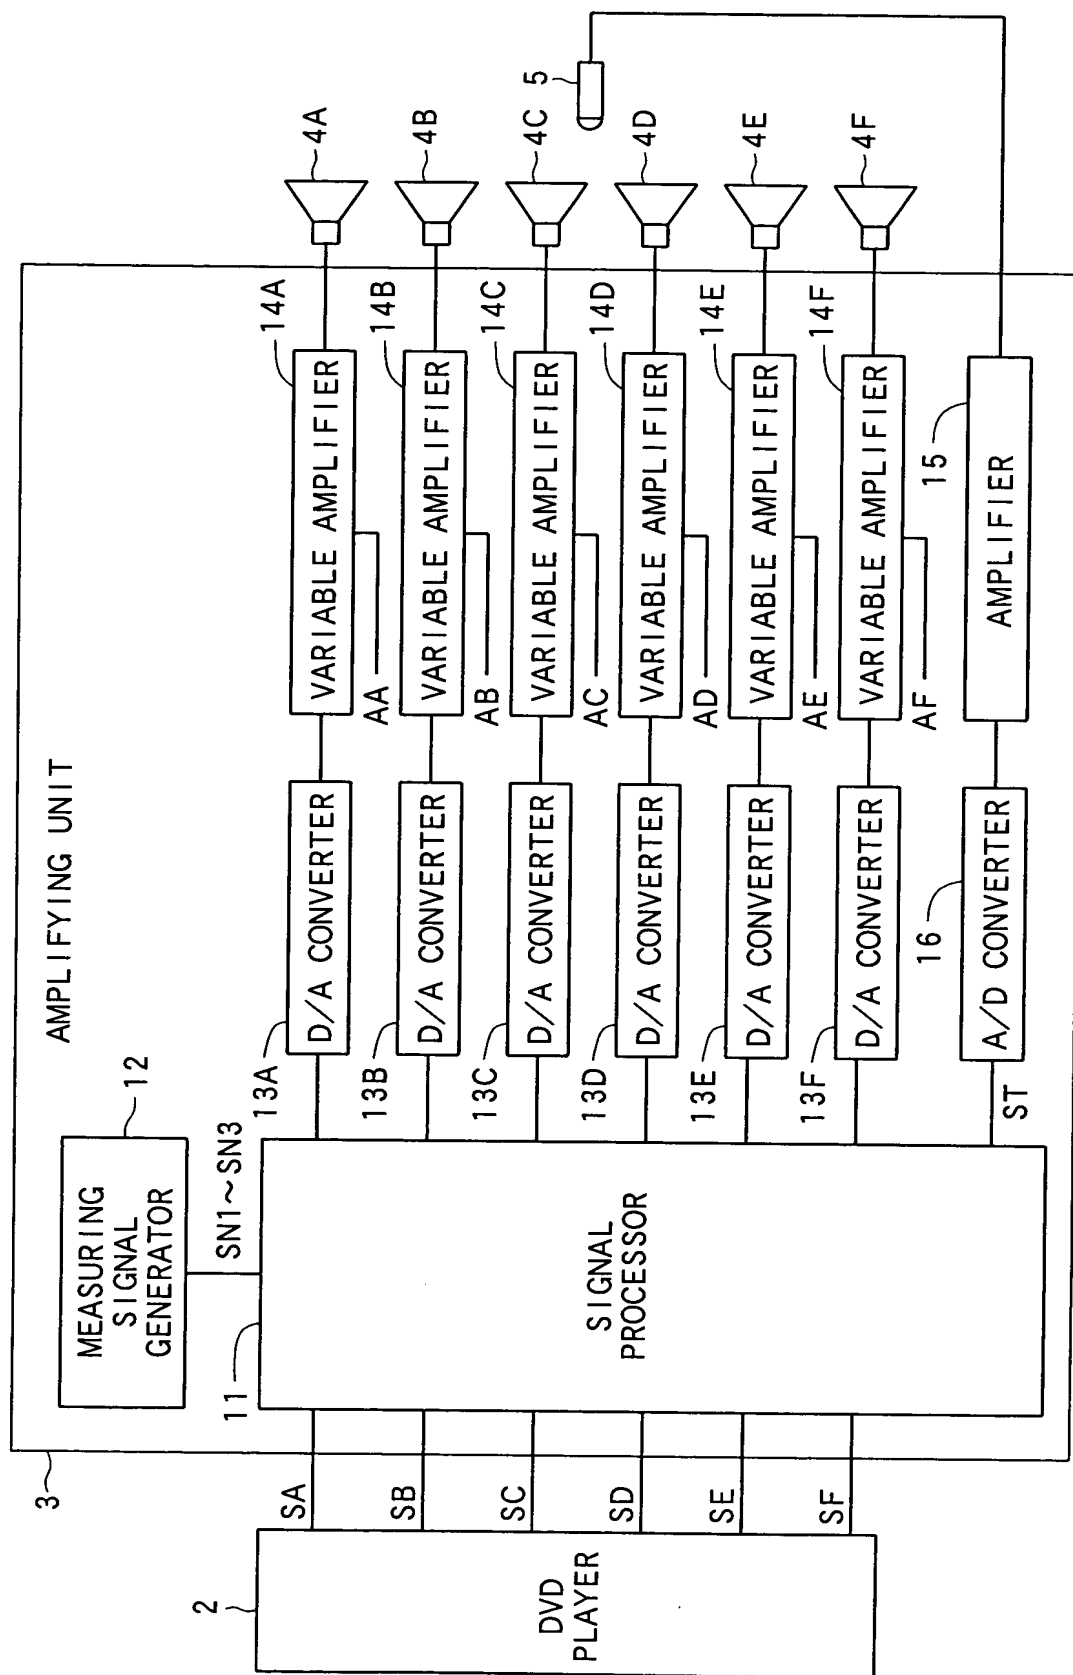 AMPLIFYING UNIT
3
MEASURING
SIGNAL
GENERATOR
12
SN1~SN3
11
2
DVD
PLAYER
SA
SB
SC
SD
SE
SF
SIGNAL
PROCESSOR
13A
D/A CONVERTER
14A
VARIABLE AMPLIFIER
AA
4A
13B
D/A CONVERTER
14B
VARIABLE AMPLIFIER
AB
4B
13C
D/A CONVERTER
14C
VARIABLE AMPLIFIER
AC
4C
13D
D/A CONVERTER
14D
VARIABLE AMPLIFIER
AD
4D
13E
D/A CONVERTER
14E
VARIABLE AMPLIFIER
AE
4E
13F
D/A CONVERTER
14F
VARIABLE AMPLIFIER
AF
4F
ST
16
A/D CONVERTER
15
AMPLIFIER
5